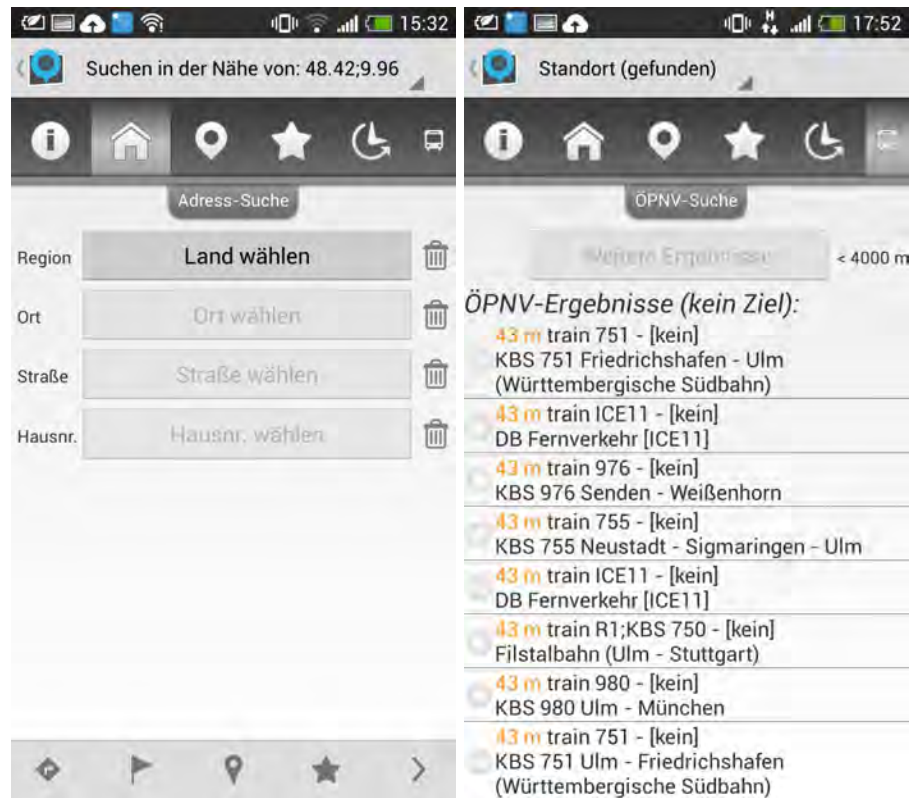 15:32
Suchen in der Nähe von: 48.42;9.96
Adress-Suche
Region
Land wählen
Ort
Ort wählen
Straße
Straße wählen
Hausnr.
Hausnr. wählen
H
17:52
Standort (gefunden)
ÖPNV-Suche
Weitere Ergebnisse
< 4000 m
ÖPNV-Ergebnisse (kein Ziel):
43 m train 751 - [kein]
KBS 751 Friedrichshafen - Ulm
(Württembergische Südbahn)
43 m train ICE11 - [kein]
DB Fernverkehr [ICE11]
43 m train 976 - [kein]
KBS 976 Senden - Weißenhorn
43 m train 755 - [kein]
KBS 755 Neustadt - Sigmaringen - Ulm
43 m train ICE11 - [kein]
DB Fernverkehr [ICE11]
43 m train R1;KBS 750 - [kein]
Filstalbahn (Ulm - Stuttgart)
43 m train 980 - [kein]
KBS 980 Ulm - München
43 m train 751 - [kein]
KBS 751 Ulm - Friedrichshafen
(Württembergische Südbahn)